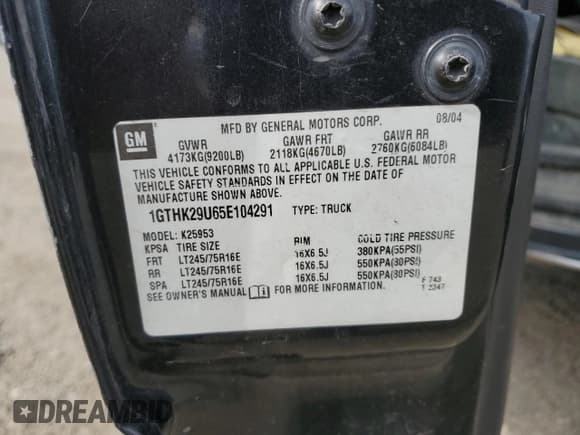 GM
MFD BY GENERAL MOTORS CORP. 08/04
GVWR GAWR FRT GAWR RR
4173KG(9200LB) 2118KG(4670LB) 2760KG(6084LB)
THIS VEHICLE CONFORMS TO ALL APPLICABLE U.S. FEDERAL MOTOR
VEHICLE SAFETY STANDARDS IN EFFECT ON THE DATE OF
MANUFACTURE SHOWN ABOVE.
1GTHK29U65E104291 TYPE: TRUCK
MODEL: K25953
KPSA TIRE SIZE RIM COLD TIRE PRESSURE
FRT LT245/75R16E 16X6.5J 380KPA(55PSI)
RR LT245/75R16E 16X6.5J 550KPA(80PSI)
SPA LT245/75R16E 16X6.5J 550KPA(80PSI)
SEE OWNER'S MANUAL FOR MORE INFORMATION.
F 743
T 2347
DREAMBID